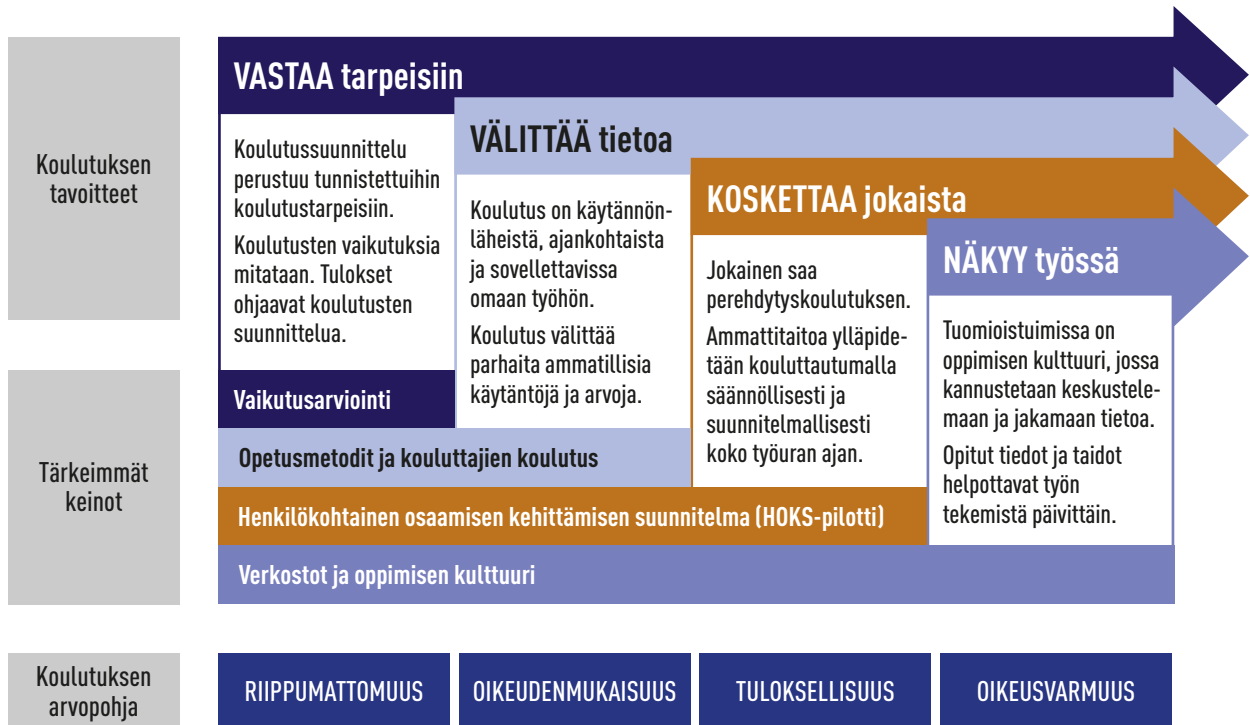 Koulutuksen
tavoitteet
VASTAA tarpeisiin
Koulutussuunnittelu
perustuu tunnistettuihin
koulutustarpeisiin.
Koulutusten vaikutuksia
mitataan. Tulokset
ohjaavat koulutusten
suunnittelua.
VÄLITTÄÄ tietoa
Koulutus on käytännön-
läheistä, ajankohtaista
ja sovellettavissa
omaan työhön.
Koulutus välittää
parhaita ammatillisia
käytäntöjä ja arvoja.
KOSKETTAA jokaista
Jokainen saa
perehdytyskoulutuksen.
Ammattitaitoa ylläpide-
tään kouluttautumalla
säännöllisesti ja
suunnitelmallisesti
koko työuran ajan.
NÄKYY työssä
Tuomioistuimissa on
oppimisen kulttuuri, jossa
kannustetaan keskustele-
maan ja jakamaan tietoa.
Opitut tiedot ja taidot
helpottavat työn
tekemistä päivittäin.
Tärkeimmät
keinot
Vaikutusarviointi
Opetusmetodit ja kouluttajien koulutus
Henkilökohtainen osaamisen kehittämisen suunnitelma (HOKS-pilotti)
Verkostot ja oppimisen kulttuuri
Koulutuksen
arvopohja
RIIPPUMATTOMUUS
OIKEUDENMUKAISUUS
TULOKSELLISUUS
OIKEUSVARMUUS